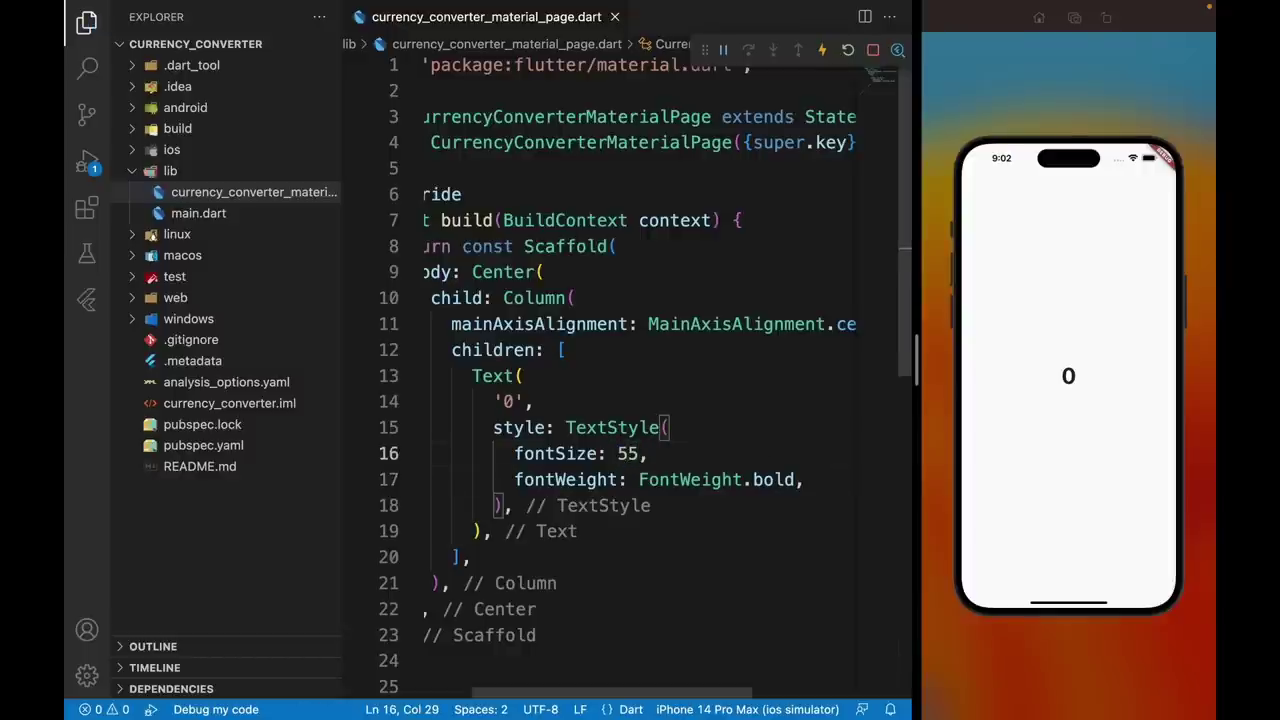 EXPLORER
CURRENCY_CONVERTER
.dart_tool
.idea
android
build
ios
lib
currency_converter_materi...
main.dart
linux
macos
test
web
windows
.gitignore
.metadata
analysis_options.yaml
currency_converter.iml
pubspec.lock
pubspec.yaml
README.md
OUTLINE
TIMELINE
DEPENDENCIES
1
currency_converter_material_page.dart
lib > currency_converter_material_page.dart > Curre
1 'package:flutter/material.dart';
2
3 urrencyConverterMaterialPage extends State
4 CurrencyConverterMaterialPage({super.key}
5
6 ride
7 t build(BuildContext context) {
8 urn const Scaffold(
9 ody: Center(
10 child: Column(
11 mainAxisAlignment: MainAxisAlignment.ce
12 children: [
13 Text(
14 '0',
15 style: TextStyle(
16 fontSize: 55,
17 fontWeight: FontWeight.bold,
18 ), // TextStyle
19 ), // Text
20 ],
21 ), // Column
22 , // Center
23 // Scaffold
24
25
0 0 Debug my code Ln 16, Col 29 Spaces: 2 UTF-8 LF {} Dart iPhone 14 Pro Max (ios simulator)
9:02
DEBUG
0